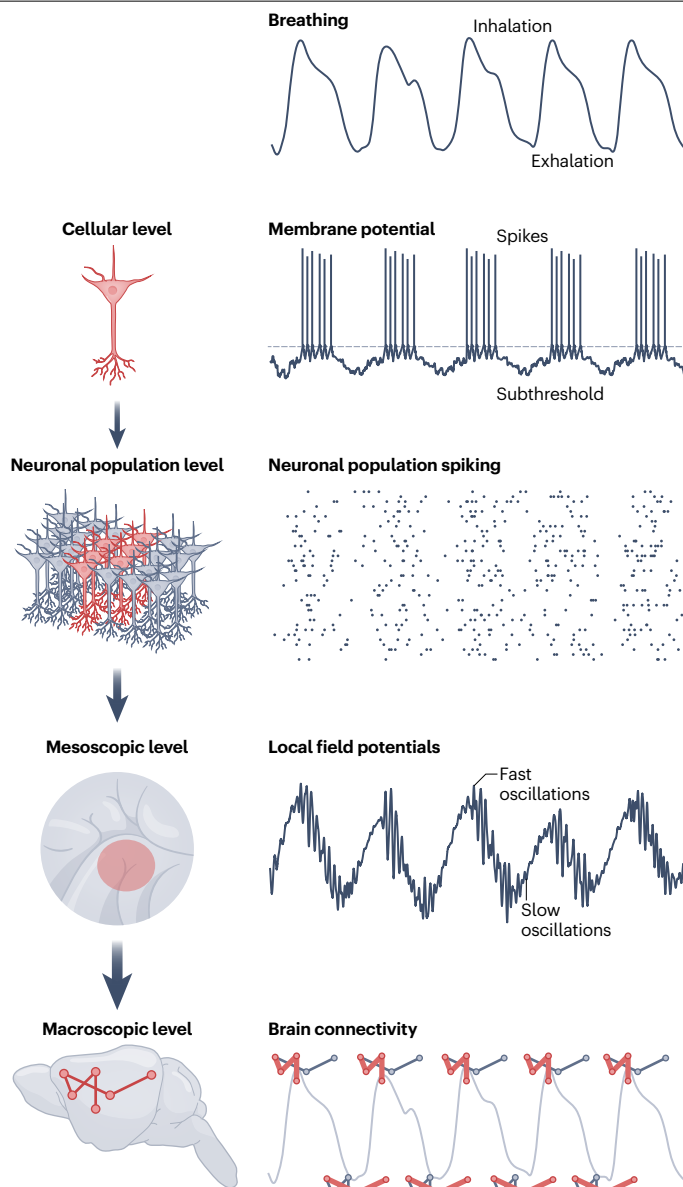 Breathing
Inhalation
Exhalation
Cellular level
Membrane potential
Spikes
Subthreshold
Neuronal population level
Neuronal population spiking
Mesoscopic level
Local field potentials
Fast
oscillations
Slow
oscillations
Macroscopic level
Brain connectivity